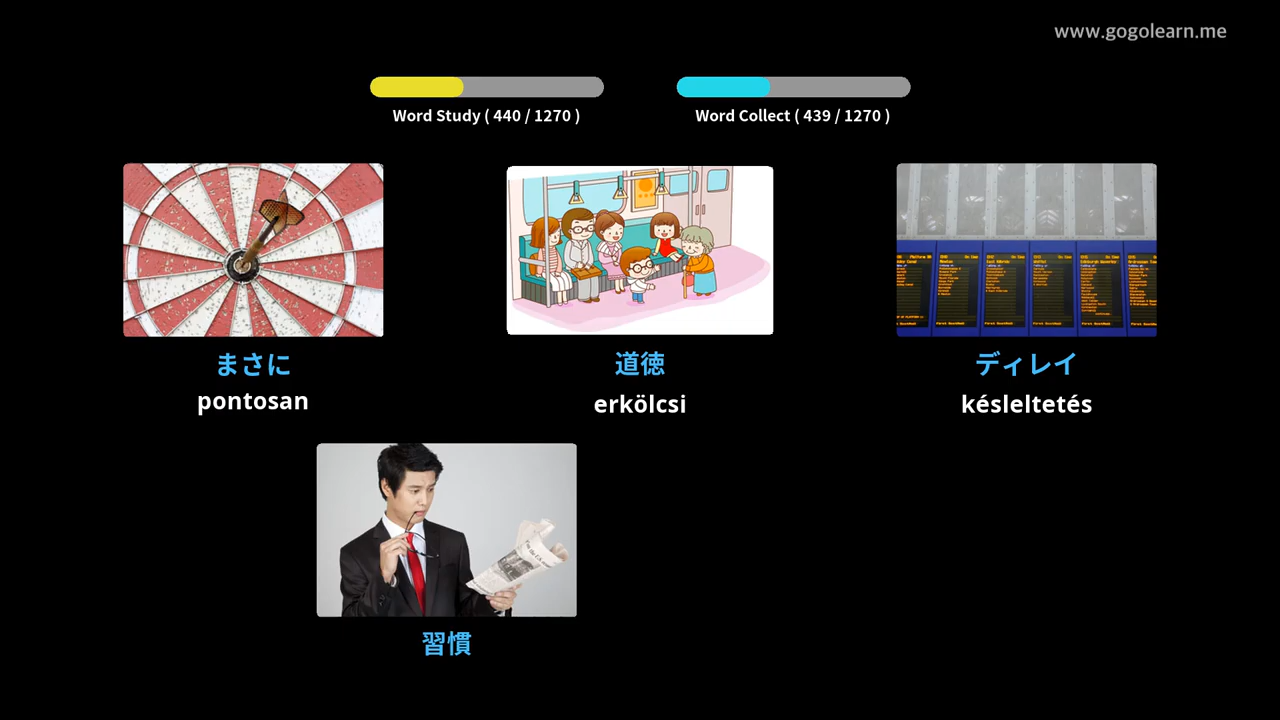 www.gogolearn.me
Word Study ( 440 / 1270 )
Word Collect ( 439 / 1270 )
まさに
pontosan
道徳
erkölcsi
ディレイ
késleltetés
習慣